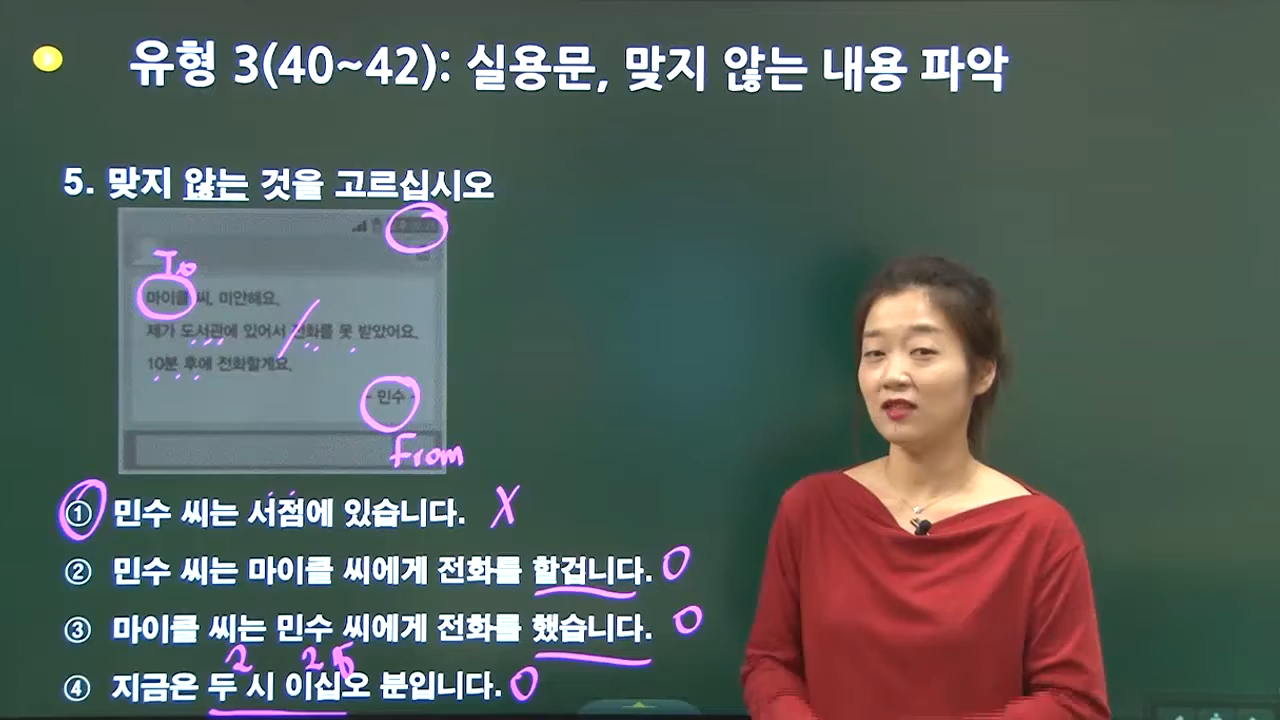 유형 3(40~42): 실용문, 맞지 않는 내용 파악
5. 맞지 않는 것을 고르십시오
To
마이클 씨, 미안해요.
제가 도서관에 있어서 전화를 못 받았어요.
10분 후에 전화할게요.
- 민수 -
From
① 민수 씨는 서점에 있습니다. X
② 민수 씨는 마이클 씨에게 전화를 할겁니다. O
③ 마이클 씨는 민수 씨에게 전화를 했습니다. O
2 25
④ 지금은 두 시 이십오 분입니다. O